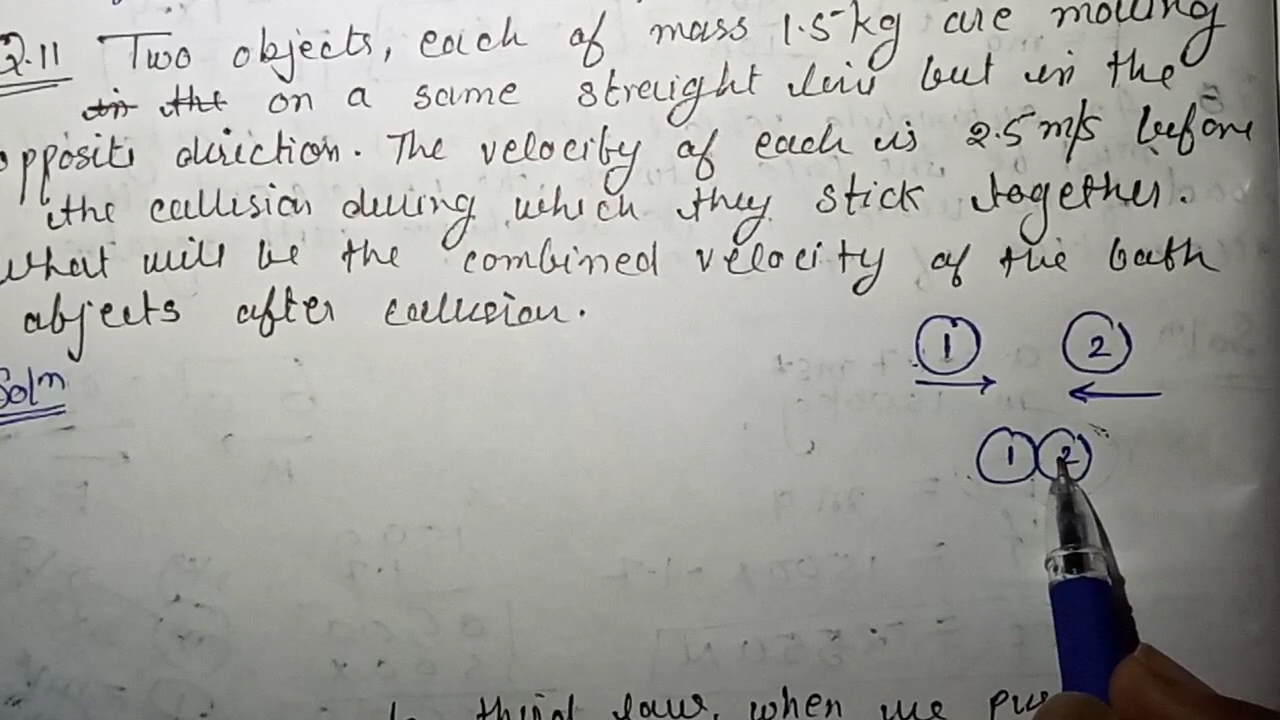 Q.11 Two objects, each of mass 1.5 kg are moving
in the on a same straight line but in the
opposite direction. The velocity of each is 2.5 m/s before
the collision during which they stick together.
What will be the combined velocity of the both
objects after collision.
1 2
Solⁿ
1 2
third law, when we